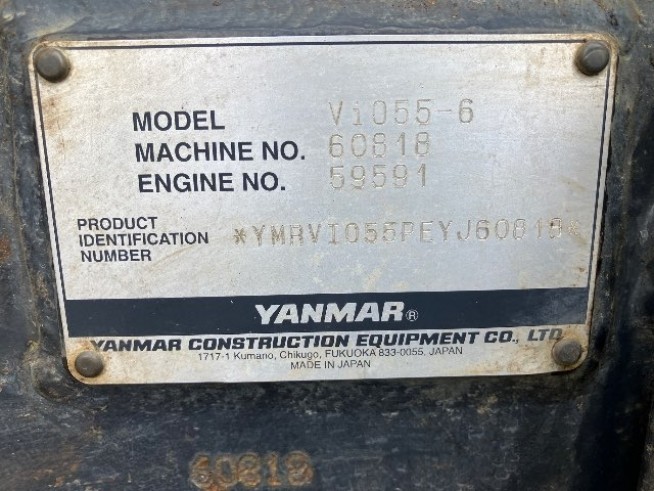 MODEL Vi055-6
MACHINE NO. 60818
ENGINE NO. 59591
PRODUCT
IDENTIFICATION *YMRVIO55PEYJ60818*
NUMBER
YANMAR®
YANMAR CONSTRUCTION EQUIPMENT CO., LTD
1717-1 Kumano, Chikugo, FUKUOKA 833-0055, JAPAN
MADE IN JAPAN
60818